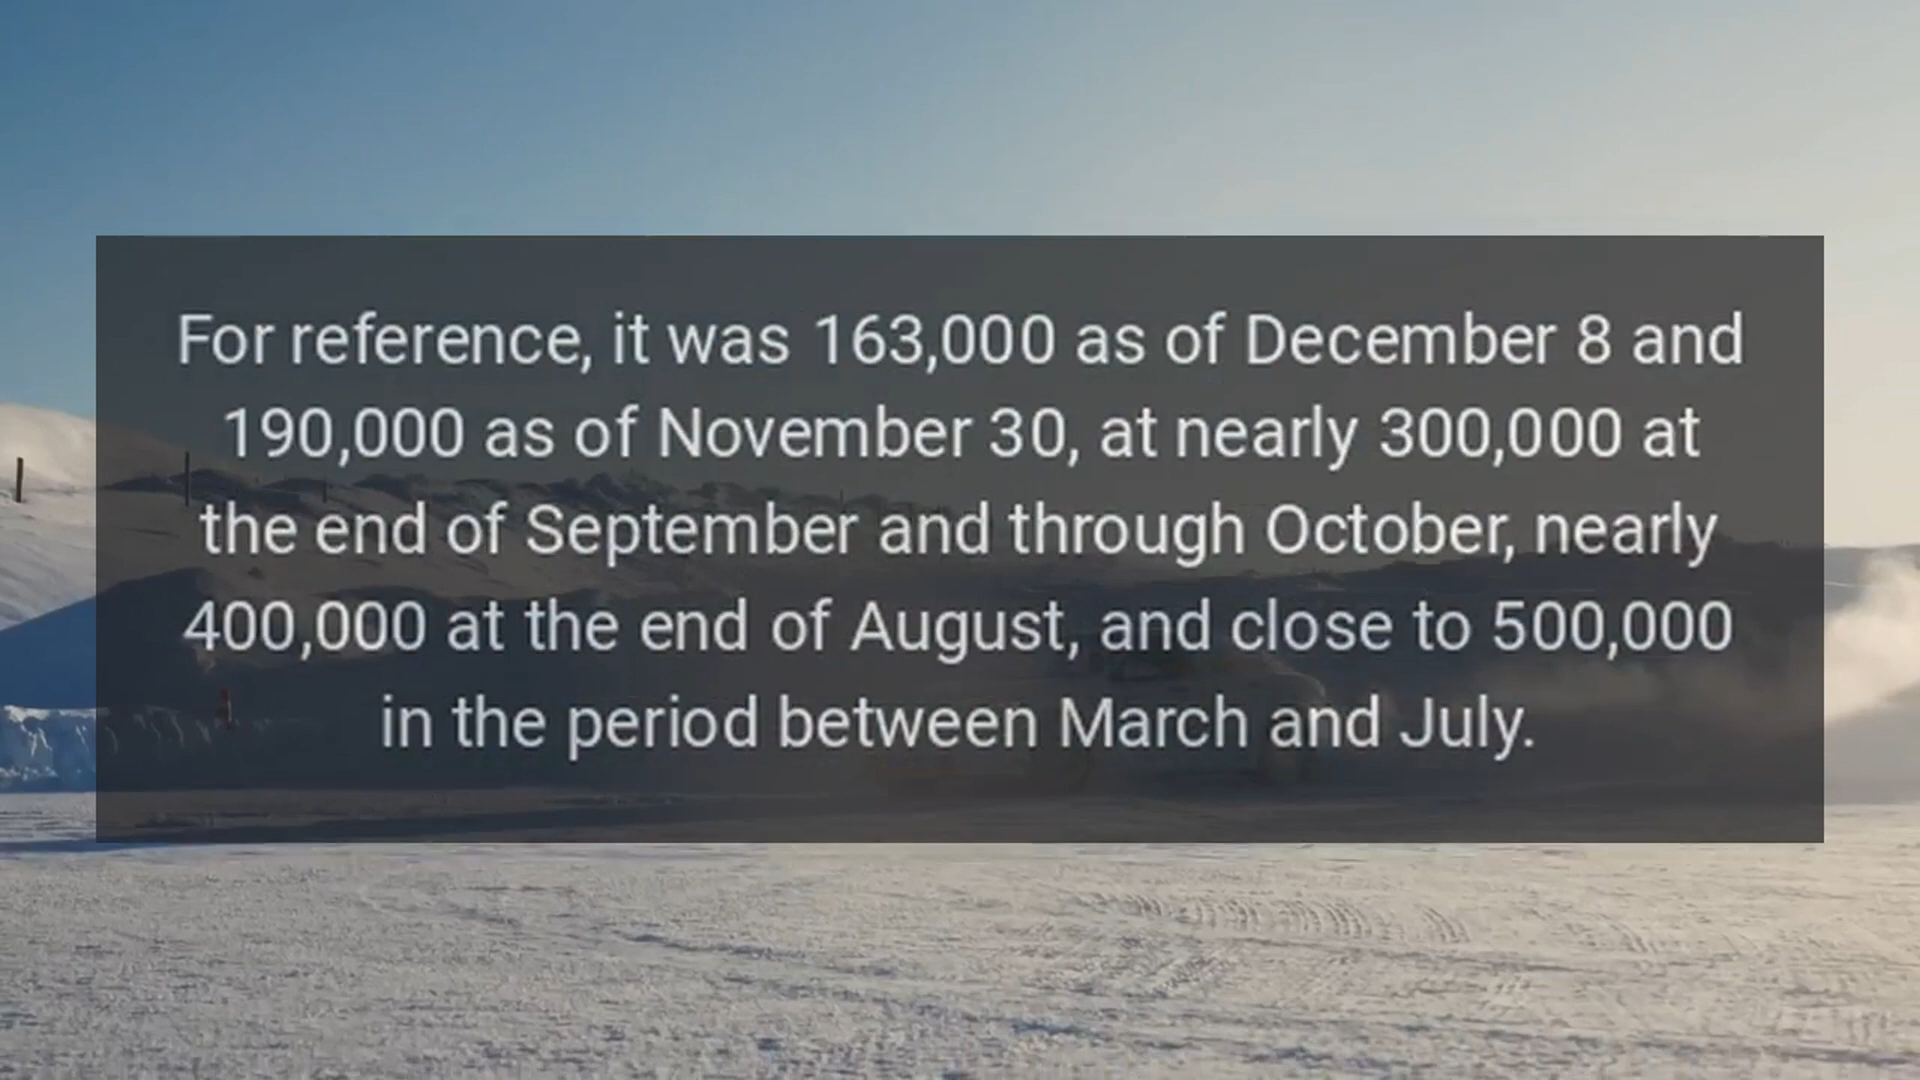 For reference, it was 163,000 as of December 8 and
190,000 as of November 30, at nearly 300,000 at
the end of September and through October, nearly
400,000 at the end of August, and close to 500,000
in the period between March and July.